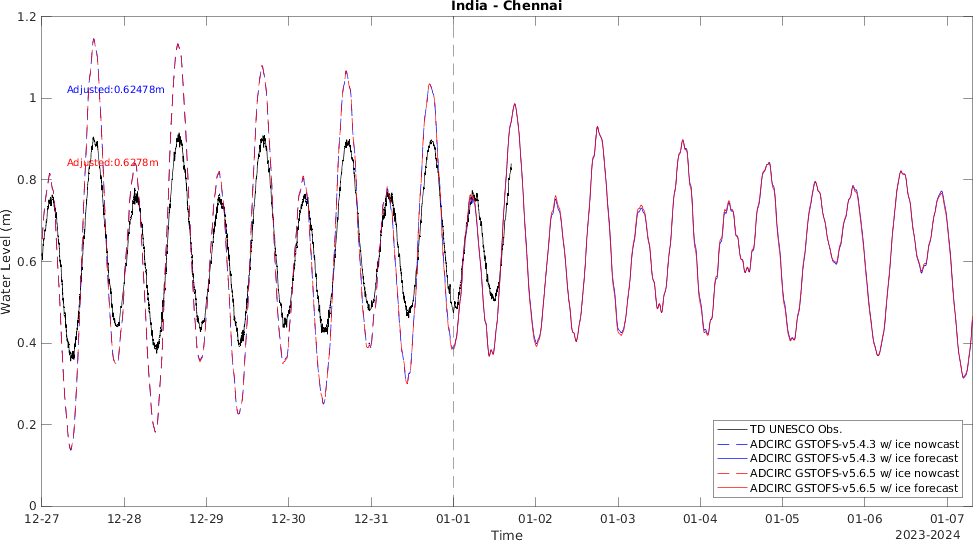 India - Chennai
1.2
1
0.8
0.6
0.4
0.2
0
Water Level (m)
Adjusted:0.62478m
Adjusted:0.6278m
TD UNESCO Obs.
ADCIRC GSTOFS-v5.4.3 w/ ice nowcast
ADCIRC GSTOFS-v5.4.3 w/ ice forecast
ADCIRC GSTOFS-v5.6.5 w/ ice nowcast
ADCIRC GSTOFS-v5.6.5 w/ ice forecast
12-27 12-28 12-29 12-30 12-31 01-01 01-02 01-03 01-04 01-05 01-06 01-07
Time
2023-2024